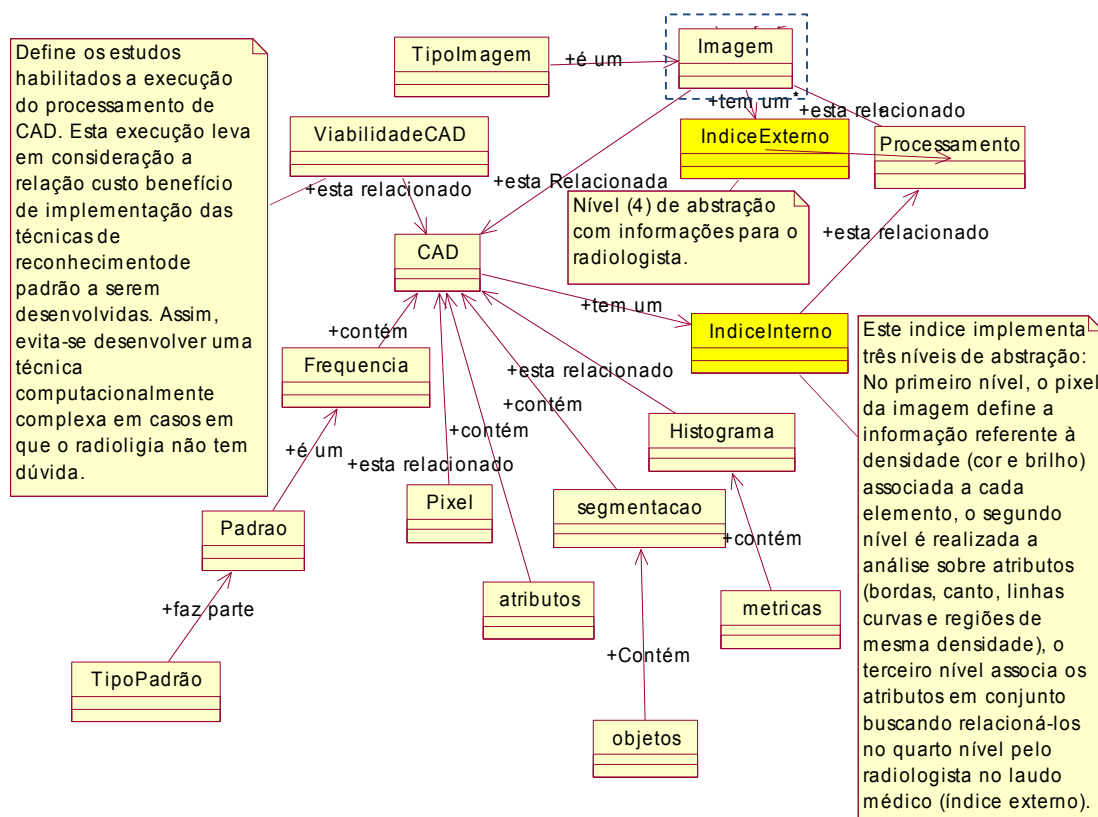 Define os estudos
habilitados a execução
do processamento de
CAD. Esta execução leva
em consideração a
relação custo benefício
de implementação das
técnicas de
reconhecimentode
padrão a serem
desenvolvidas. Assim,
evita-se desenvolver uma
técnica
computacionalmente
complexa em casos em
que o radioligia não tem
dúvida.
TipoImagem
+é um
Imagem
+tem um
*
+esta relacionado
ViabilidadeCAD
+esta relacionado
IndiceExterno
Processamento
+esta Relacionada
Nível (4) de abstração
com informações para o
radiologista.
+esta relacionado
CAD
+tem um
IndiceInterno
+contém
Frequência
+esta relacionado
+contém
+é um
+contém
+esta relacionado
Histograma
Pixel
segmentacao
Padrao
+contém
atributos
metricas
+faz parte
+Contém
TipoPadrão
objetos
Este indice implementa
três níveis de abstração:
No primeiro nível, o pixel
da imagem define a
informação referente à
densidade (cor e brilho)
associada a cada
elemento, o segundo
nível é realizada a
análise sobre atributos
(bordas, canto, linhas
curvas e regiões de
mesma densidade), o
terceiro nível associa os
atributos em conjunto
buscando relacioná-los
no quarto nível pelo
radiologista no laudo
médico (índice externo).